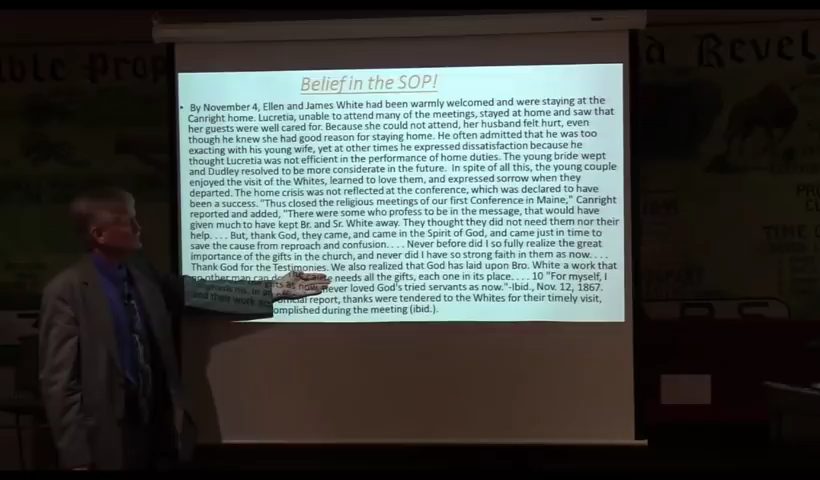 Belief in the SOP!
• By November 4, Ellen and James White had been warmly welcomed and were staying at the
Canright home. Lucretia, unable to attend many of the meetings, stayed at home and saw that
her guests were well cared for. Because she could not attend, her husband felt hurt, even
though he knew she had good reason for staying home. He often admitted that he was too
exacting with his young wife, yet at other times he expressed dissatisfaction because he
thought Lucretia was not efficient in the performance of home duties. The young bride wept
and Dudley resolved to be more considerate in the future. In spite of all this, the young couple
enjoyed the visit of the Whites, learned to love them, and expressed sorrow when they
departed. The home crisis was not reflected at the conference, which was declared to have
been a success. "Thus closed the religious meetings of our first Conference in Maine," Canright
reported and added, "There were some who profess to be in the message, that would have
given much to have kept Br. and Sr. White away. They thought they did not need them nor their
help. . . . But, thank God, they came, and came in the Spirit of God, and came just in time to
save the cause from reproach and confusion. . . . Never before did I so fully realize the great
importance of the gifts in the church, and never did I have so strong faith in them as now. . . .
Thank God for the Testimonies. We also realized that God has laid upon Bro. White a work that
no other man can do needs all the gifts, each one in its place. . . . 10 "For myself, I
gifts as now never loved God's tried servants as now."-Ibid., Nov. 12, 1867.
and their work official report, thanks were tendered to the Whites for their timely visit,
omplished during the meeting (ibid.).